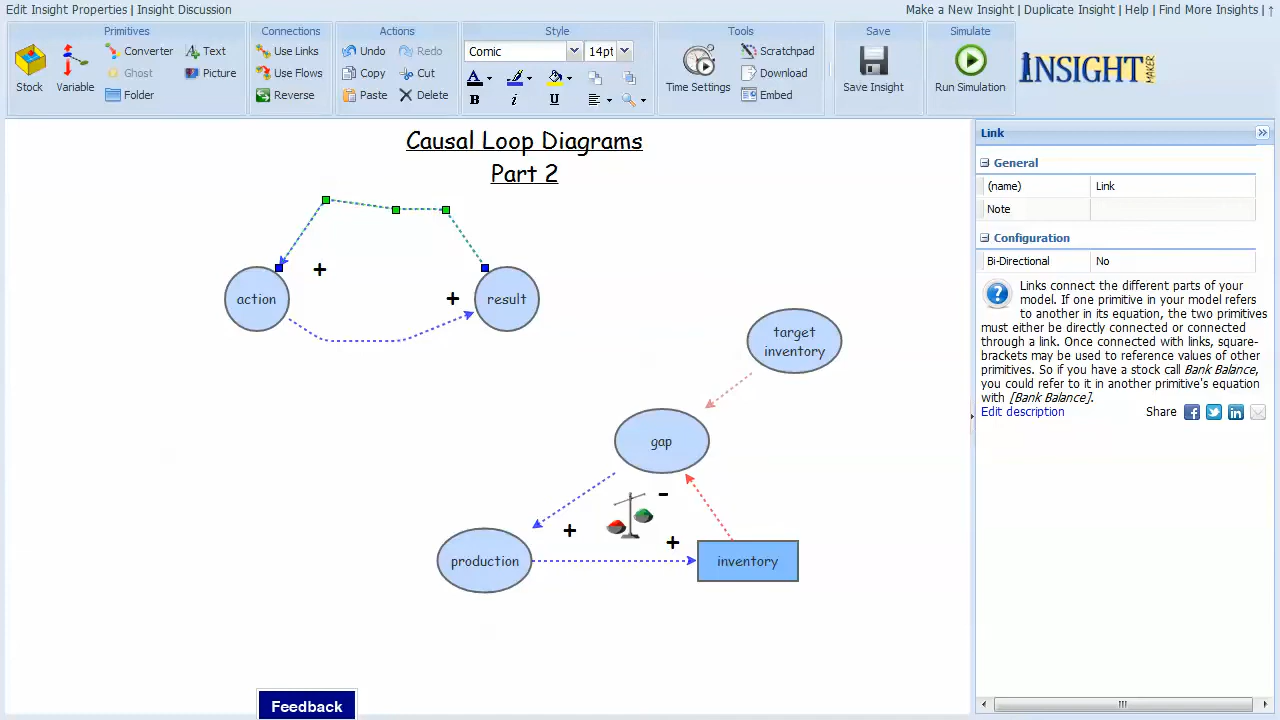 Edit Insight Properties | Insight Discussion
Make a New Insight | Duplicate Insight | Help | Find More Insights | ↑
Primitives
Connections
Actions
Style
Tools
Save
Simulate
Stock
Variable
Converter
Ghost
Folder
Text
Picture
Use Links
Use Flows
Reverse
Undo
Redo
Copy
Cut
Paste
Delete
Comic
14pt
A
B
i
U
Time Settings
Scratchpad
Download
Embed
Save Insight
Run Simulation
INSIGHT
MAKER
Causal Loop Diagrams
Part 2
action
+
+
result
target
inventory
gap
-
+
+
production
inventory
Feedback
Link
General
(name) Link
Note
Configuration
Bi-Directional No
Links connect the different parts of your
model. If one primitive in your model refers
to another in its equation, the two primitives
must either be directly connected or connected
through a link. Once connected with links, square-
brackets may be used to reference values of other
primitives. So if you have a stock call Bank Balance,
you could refer to it in another primitive's equation
with [Bank Balance].
Edit description
Share